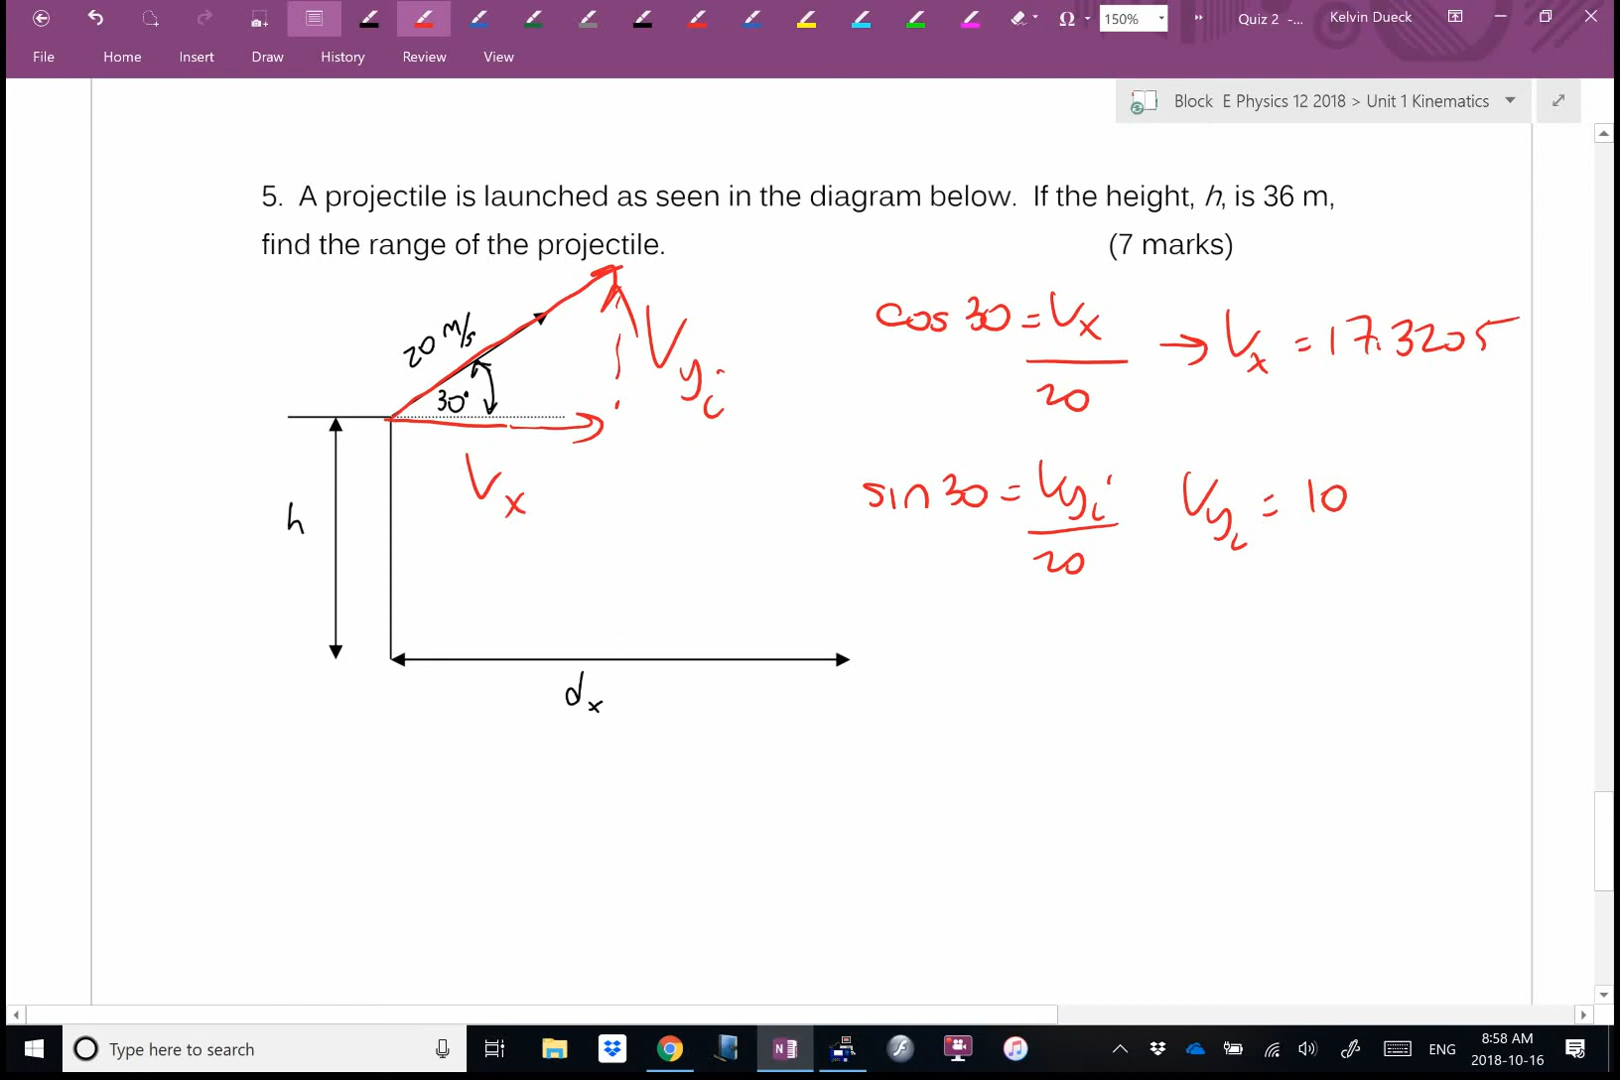 150%
Quiz 2 -...
Kelvin Dueck
File
Home
Insert
Draw
History
Review
View
Block E Physics 12 2018 > Unit 1 Kinematics
5. A projectile is launched as seen in the diagram below. If the height, h, is 36 m,
find the range of the projectile. (7 marks)
20 m/s
30°
Vyi
Vx
h
dx
cos 30 = Vx / 20 → Vx = 17.3205
sin 30 = Vyi / 20 Vyi = 10
Type here to search
ENG
8:58 AM
2018-10-16